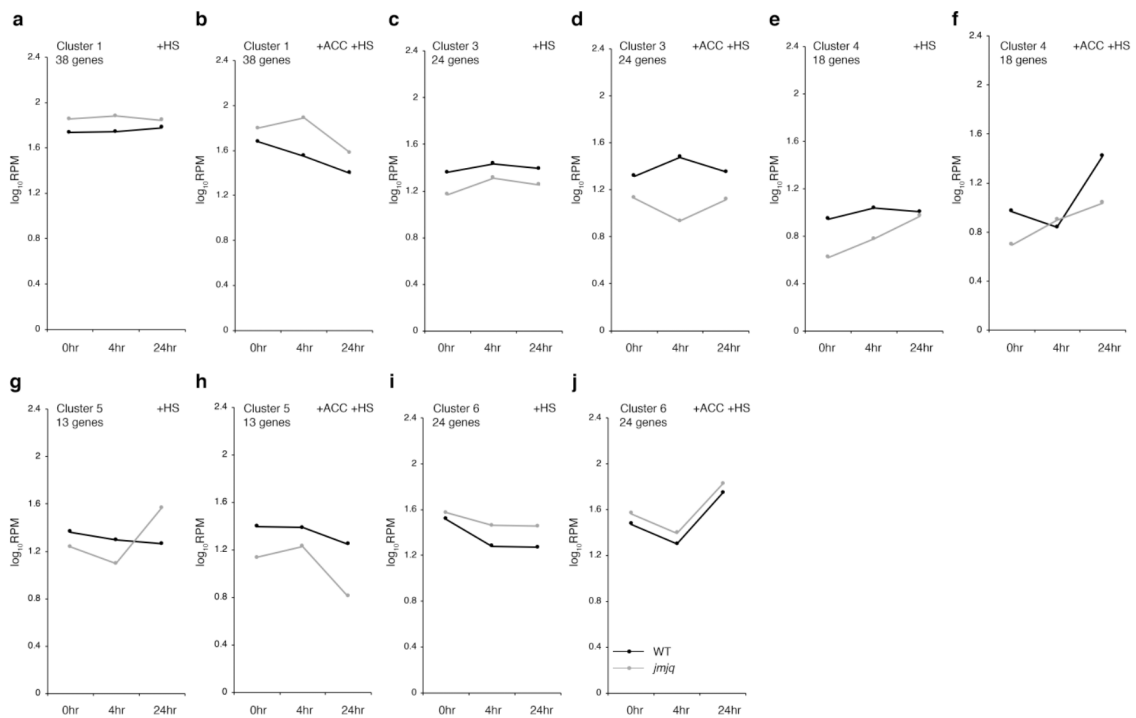 a
Cluster 1 +HS
38 genes
2.4
2
1.6
1.2
0.8
0.4
0
log10RPM
0hr 4hr 24hr
b
Cluster 1 +ACC +HS
38 genes
2.4
2
1.6
1.2
0.8
0.4
0
log10RPM
0hr 4hr 24hr
c
Cluster 3 +HS
24 genes
2.4
2
1.6
1.2
0.8
0.4
0
log10RPM
0hr 4hr 24hr
d
Cluster 3 +ACC +HS
24 genes
2.4
2
1.6
1.2
0.8
0.4
0
log10RPM
0hr 4hr 24hr
e
Cluster 4 +HS
18 genes
2.4
2
1.6
1.2
0.8
0.4
0
log10RPM
0hr 4hr 24hr
f
Cluster 4 +ACC +HS
18 genes
2.4
2
1.6
1.2
0.8
0.4
0
log10RPM
0hr 4hr 24hr
g
Cluster 5 +HS
13 genes
2.4
2
1.6
1.2
0.8
0.4
0
log10RPM
0hr 4hr 24hr
h
Cluster 5 +ACC +HS
13 genes
2.4
2
1.6
1.2
0.8
0.4
0
log10RPM
0hr 4hr 24hr
i
Cluster 6 +HS
24 genes
2.4
2
1.6
1.2
0.8
0.4
0
log10RPM
0hr 4hr 24hr
j
Cluster 6 +ACC +HS
24 genes
2.4
2
1.6
1.2
0.8
0.4
0
log10RPM
0hr 4hr 24hr
WT
jmjq